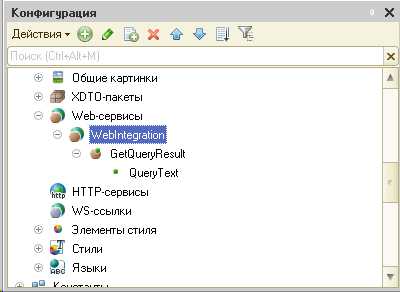 Конфигурация
Действия
Поиск (Ctrl+Alt+M)
Общие картинки
XDTO-пакеты
Web-сервисы
WebIntegration
GetQueryResult
QueryText
HTTP-сервисы
WS-ссылки
Элементы стиля
Стили
Языки
Константы